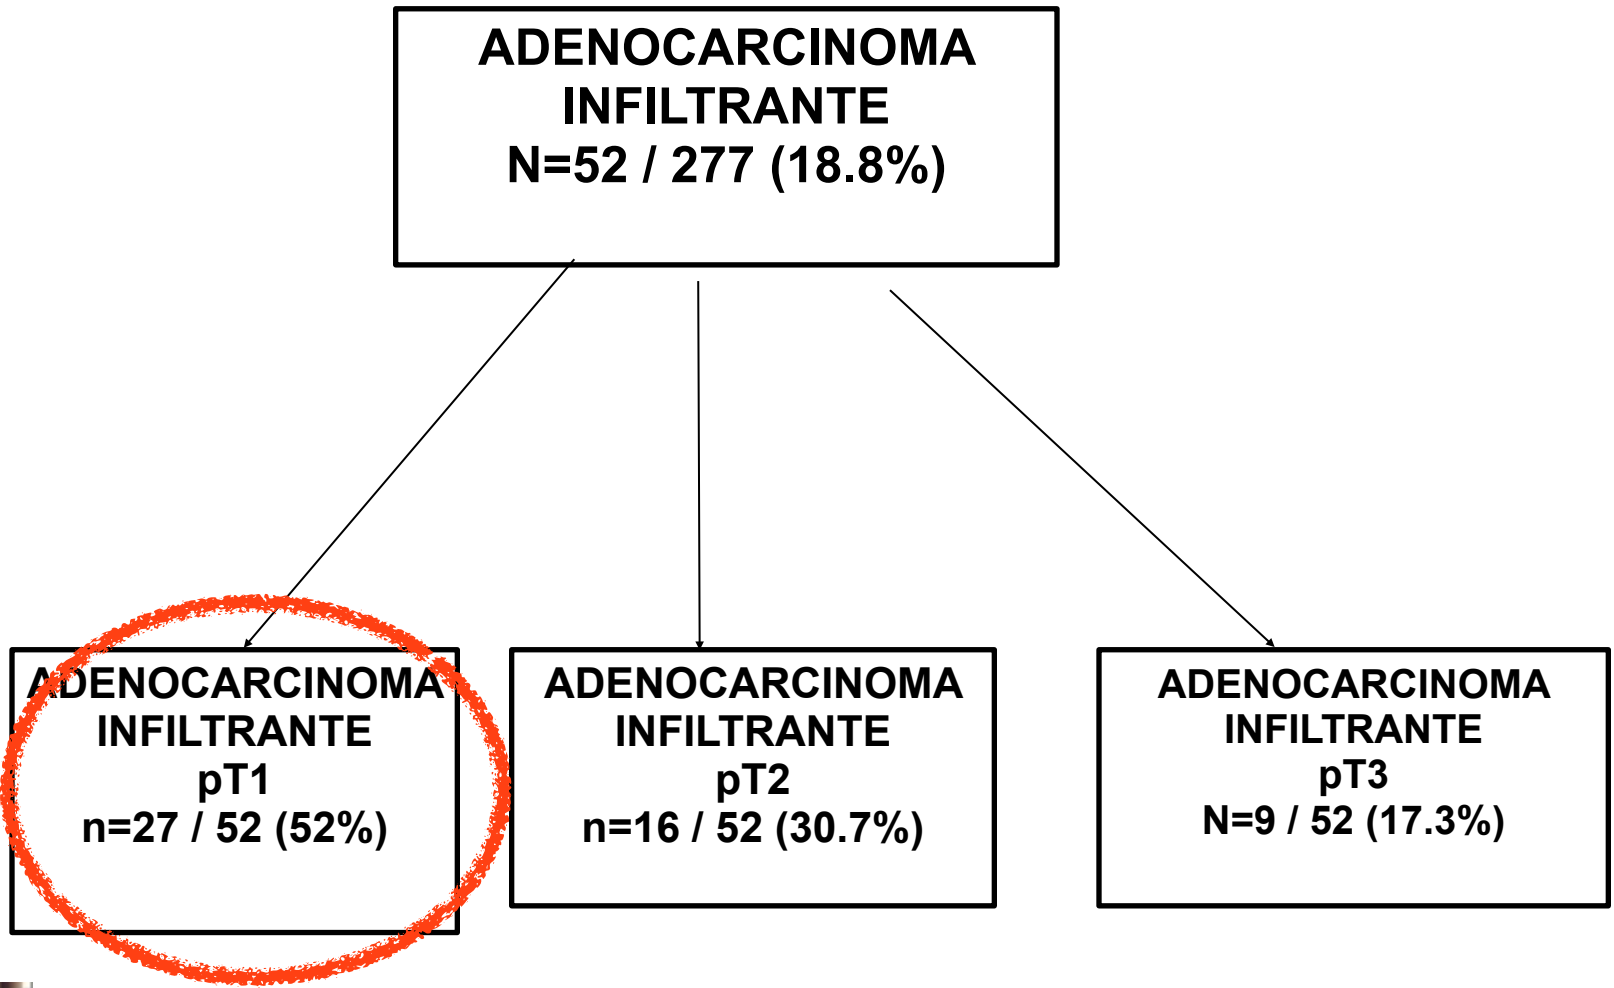 ADENOCARCINOMA
INFILTRANTE
N=52 / 277 (18.8%)
ADENOCARCINOMA
INFILTRANTE
pT1
n=27 / 52 (52%)
ADENOCARCINOMA
INFILTRANTE
pT2
n=16 / 52 (30.7%)
ADENOCARCINOMA
INFILTRANTE
pT3
N=9 / 52 (17.3%)